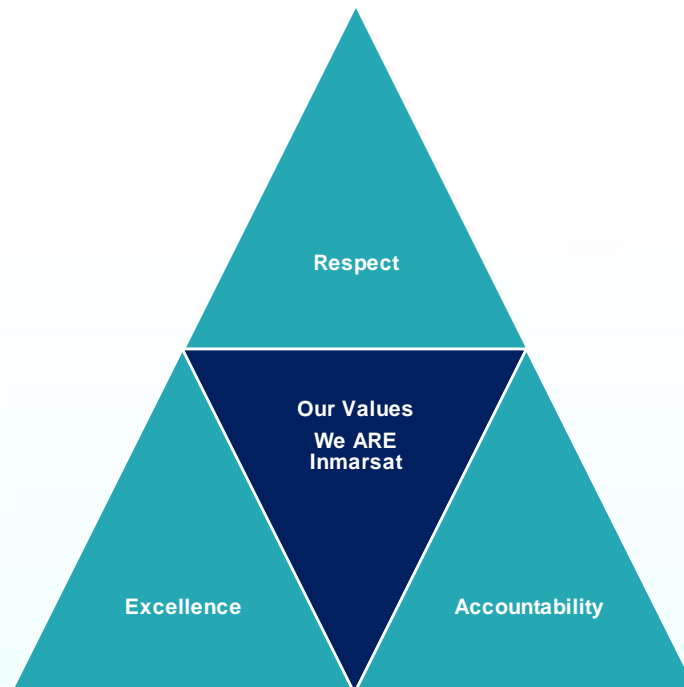 Respect
Our Values
We ARE
Inmarsat
Excellence
Accountability